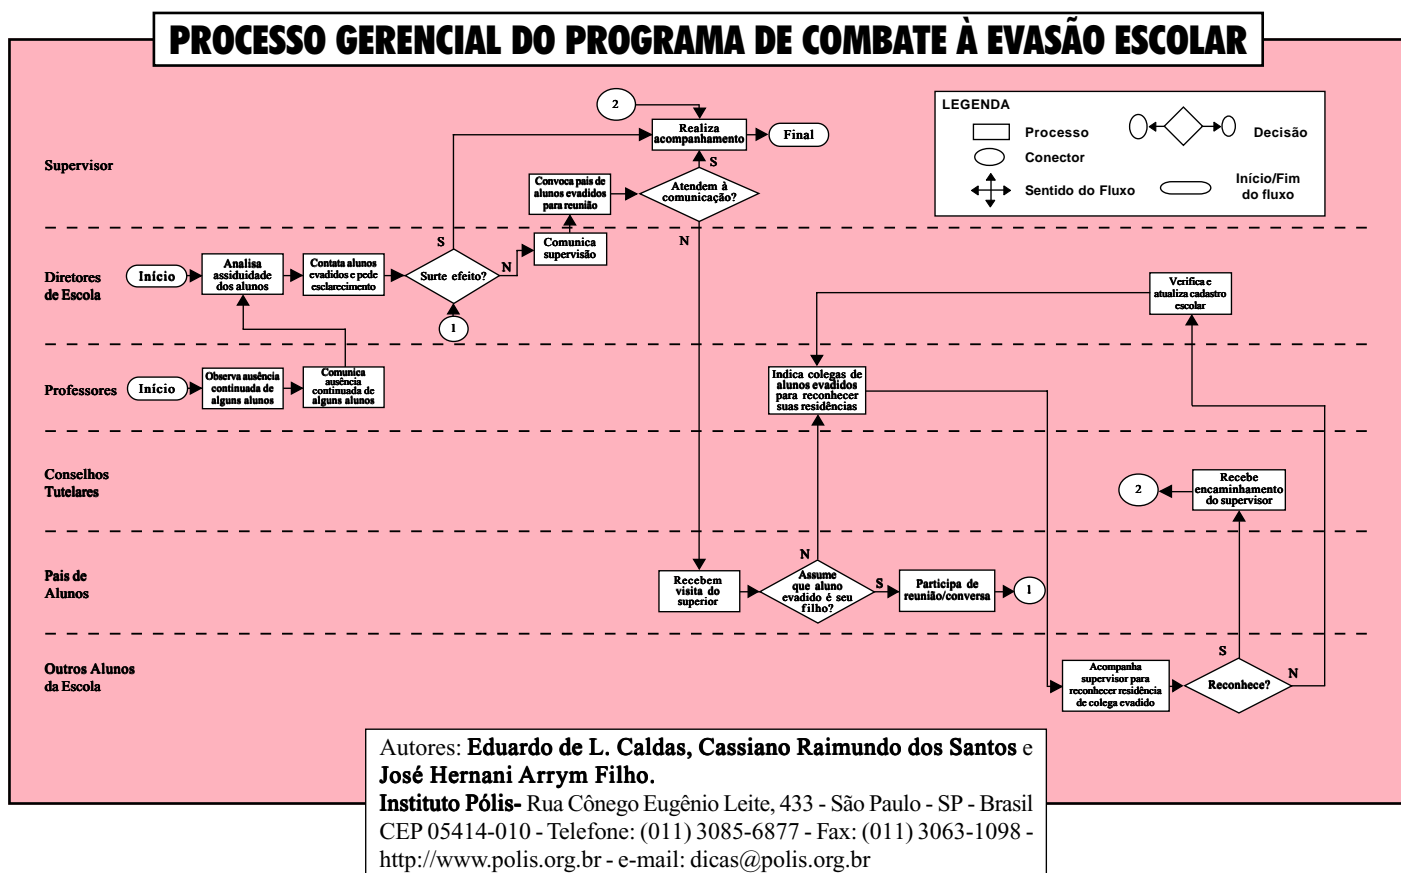 PROCESSO GERENCIAL DO PROGRAMA DE COMBATE À EVASÃO ESCOLAR
LEGENDA
Processo
Conector
Sentido do Fluxo
Decisão
Início/Fim
do fluxo
Supervisor
2
Realiza
acompanhamento
Final
S
Convoca pais de
alunos evadidos
para reunião
Atendem à
comunicação?
N
Diretores
de Escola
Início
Analisa
assiduidade
dos alunos
Contata alunos
evadidos e pede
esclarecimento
S
Surte efeito?
N
1
Comunica
supervisão
Verifica e
atualiza cadastro
escolar
Professores
Início
Observa ausência
continuada de
alguns alunos
Comunica
ausência
continuada de
alguns alunos
Indica colegas de
alunos evadidos
para reconhecer
suas residências
Conselhos
Tutelares
2
Recebe
encaminhamento
do supervisor
Pais de
Alunos
Recebem
visita do
superior
N
Assume
que aluno
evadido é seu
filho?
S
Participa de
reunião/conversa
1
Outros Alunos
da Escola
Acompanha
supervisor para
reconhecer residência
de colega evadido
S
Reconhece?
N
Autores: Eduardo de L. Caldas, Cassiano Raimundo dos Santos e
José Hernani Arrym Filho.
Instituto Pólis- Rua Cônego Eugênio Leite, 433 - São Paulo - SP - Brasil
CEP 05414-010 - Telefone: (011) 3085-6877 - Fax: (011) 3063-1098 -
http://www.polis.org.br - e-mail: dicas@polis.org.br